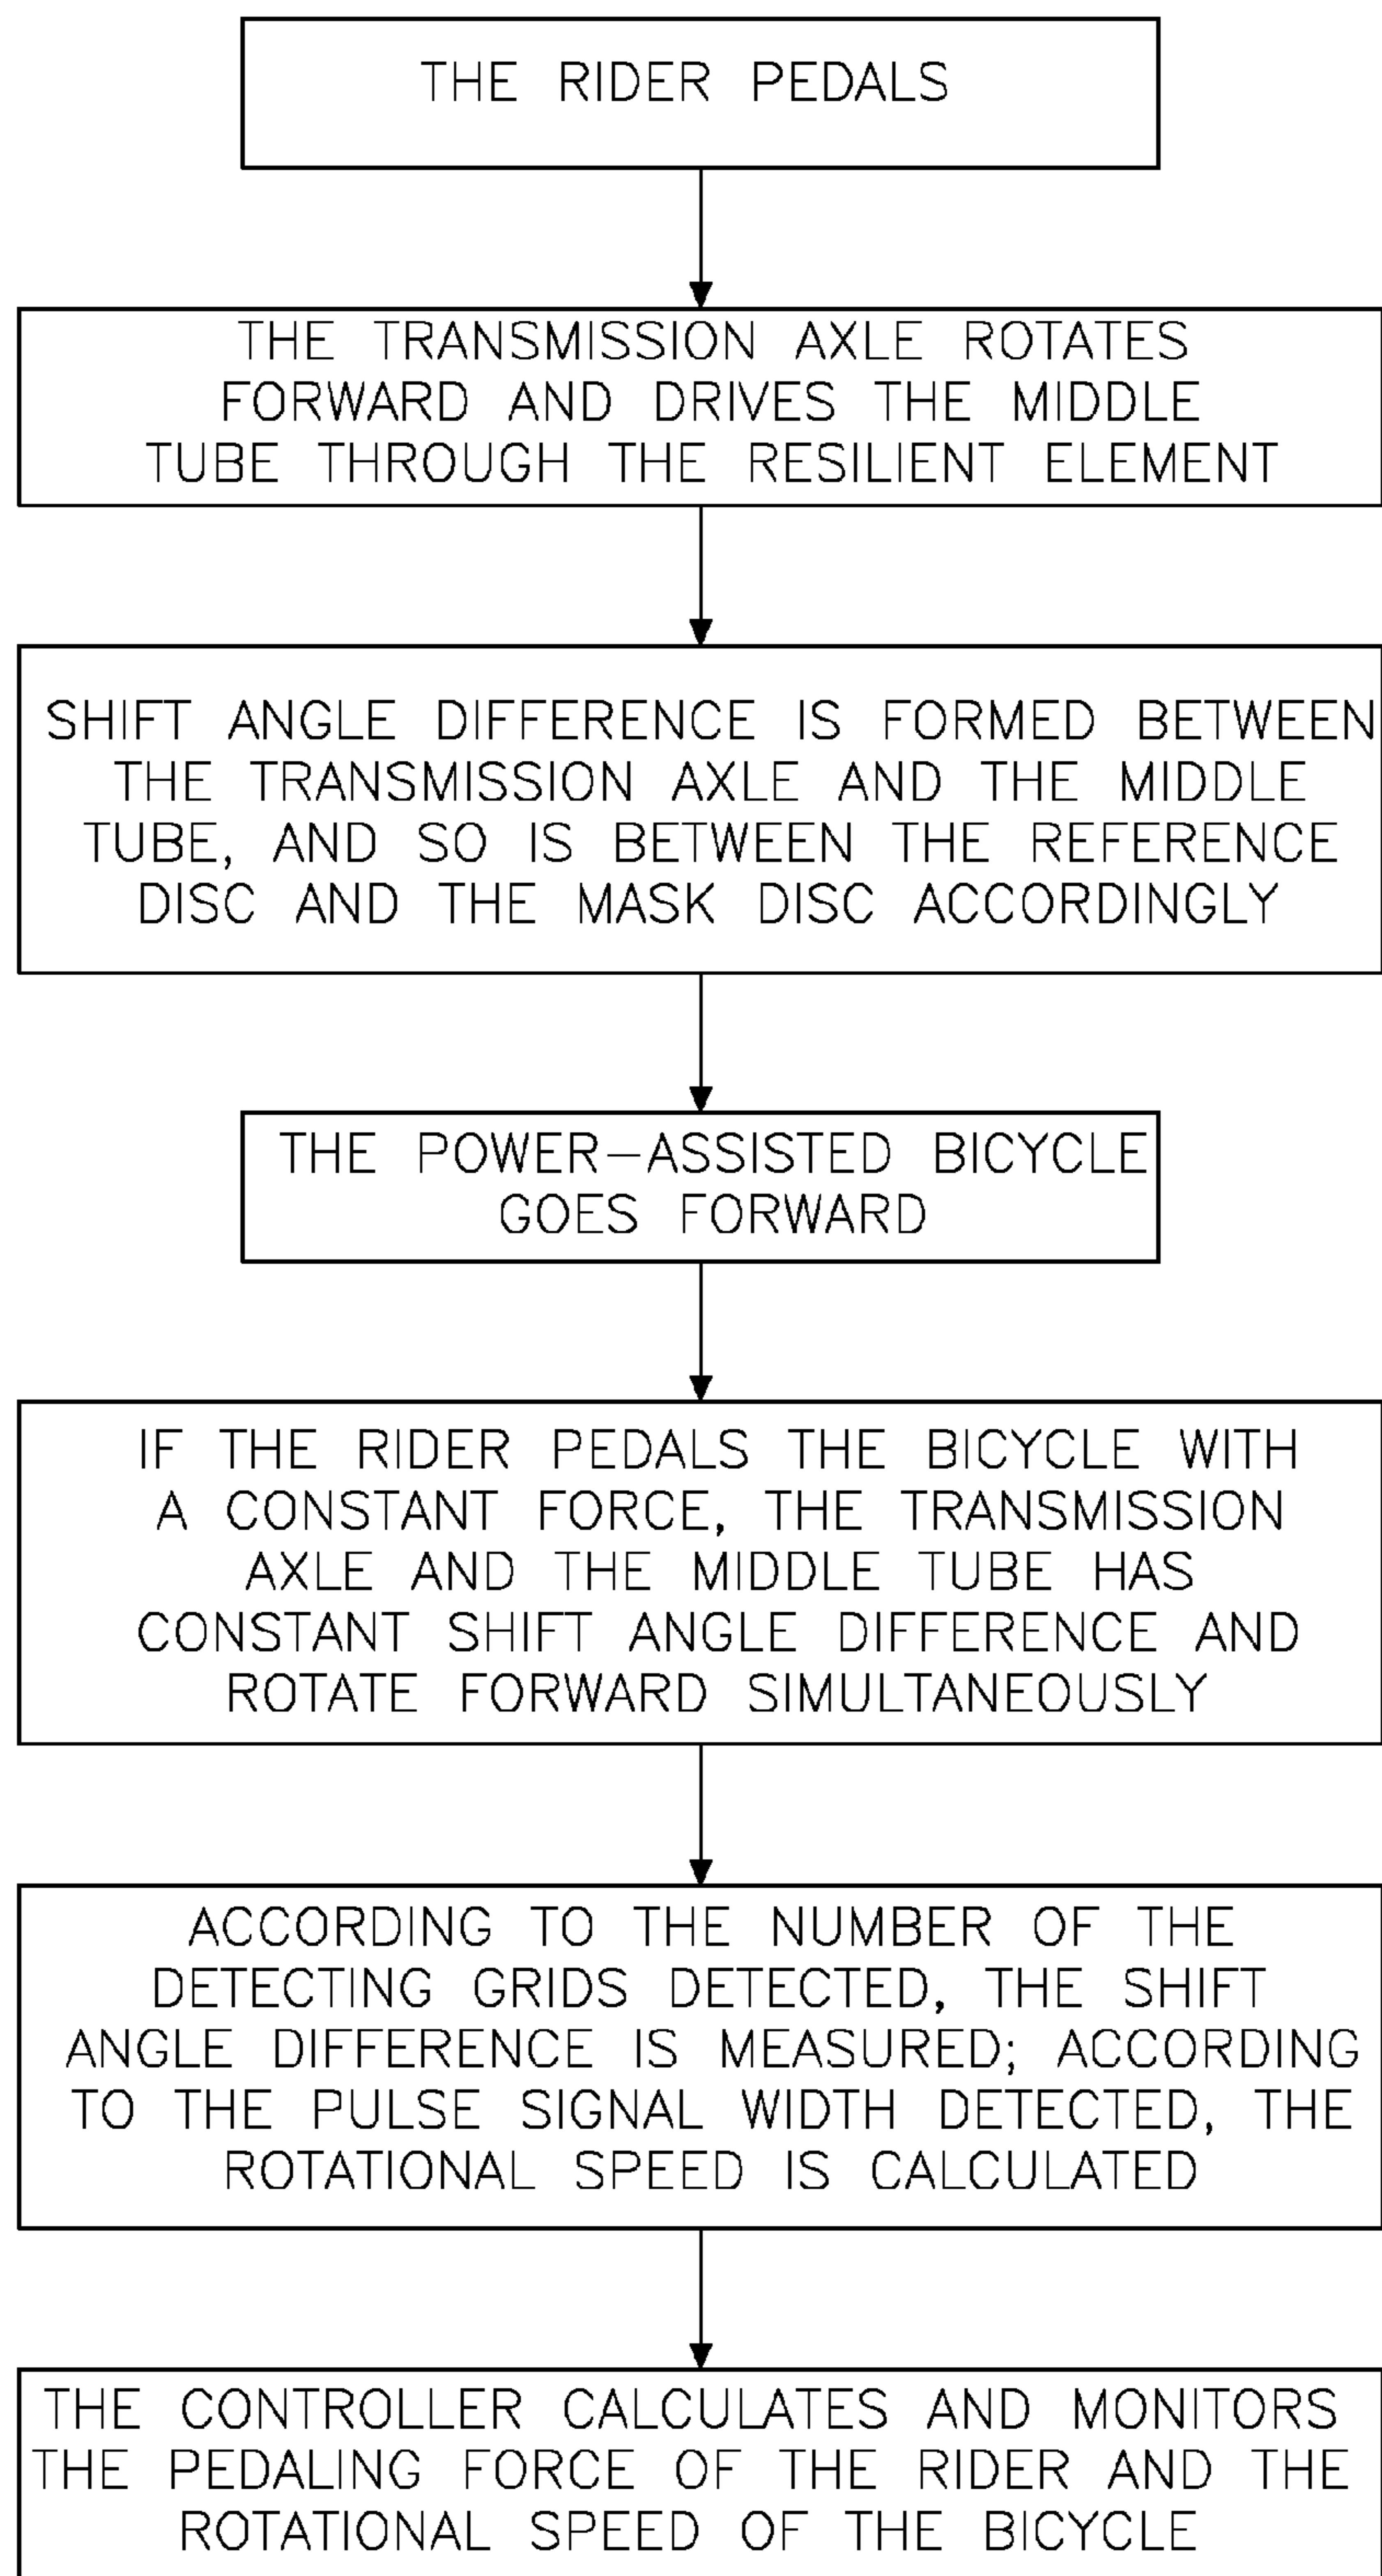 THE RIDER PEDALS
THE TRANSMISSION AXLE ROTATES
FORWARD AND DRIVES THE MIDDLE
TUBE THROUGH THE RESILIENT ELEMENT
SHIFT ANGLE DIFFERENCE IS FORMED BETWEEN
THE TRANSMISSION AXLE AND THE MIDDLE
TUBE, AND SO IS BETWEEN THE REFERENCE
DISC AND THE MASK DISC ACCORDINGLY
THE POWER-ASSISTED BICYCLE
GOES FORWARD
IF THE RIDER PEDALS THE BICYCLE WITH
A CONSTANT FORCE, THE TRANSMISSION
AXLE AND THE MIDDLE TUBE HAS
CONSTANT SHIFT ANGLE DIFFERENCE AND
ROTATE FORWARD SIMULTANEOUSLY
ACCORDING TO THE NUMBER OF THE
DETECTING GRIDS DETECTED, THE SHIFT
ANGLE DIFFERENCE IS MEASURED; ACCORDING
TO THE PULSE SIGNAL WIDTH DETECTED, THE
ROTATIONAL SPEED IS CALCULATED
THE CONTROLLER CALCULATES AND MONITORS
THE PEDALING FORCE OF THE RIDER AND THE
ROTATIONAL SPEED OF THE BICYCLE